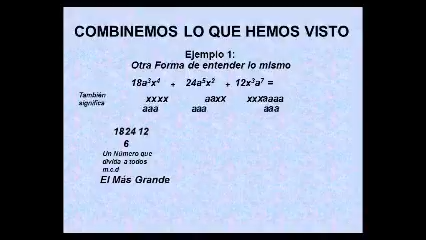 COMBINEMOS LO QUE HEMOS VISTO
Ejemplo 1:
Otra Forma de entender lo mismo
18a³x⁴ + 24a⁵x² + 12x³a⁷ =
También
significa
xxxx aaxx xxxaaaa
aaa aaa aaa
18 24 12
6
Un Número que
divida a todos
m.c.d
El Más Grande